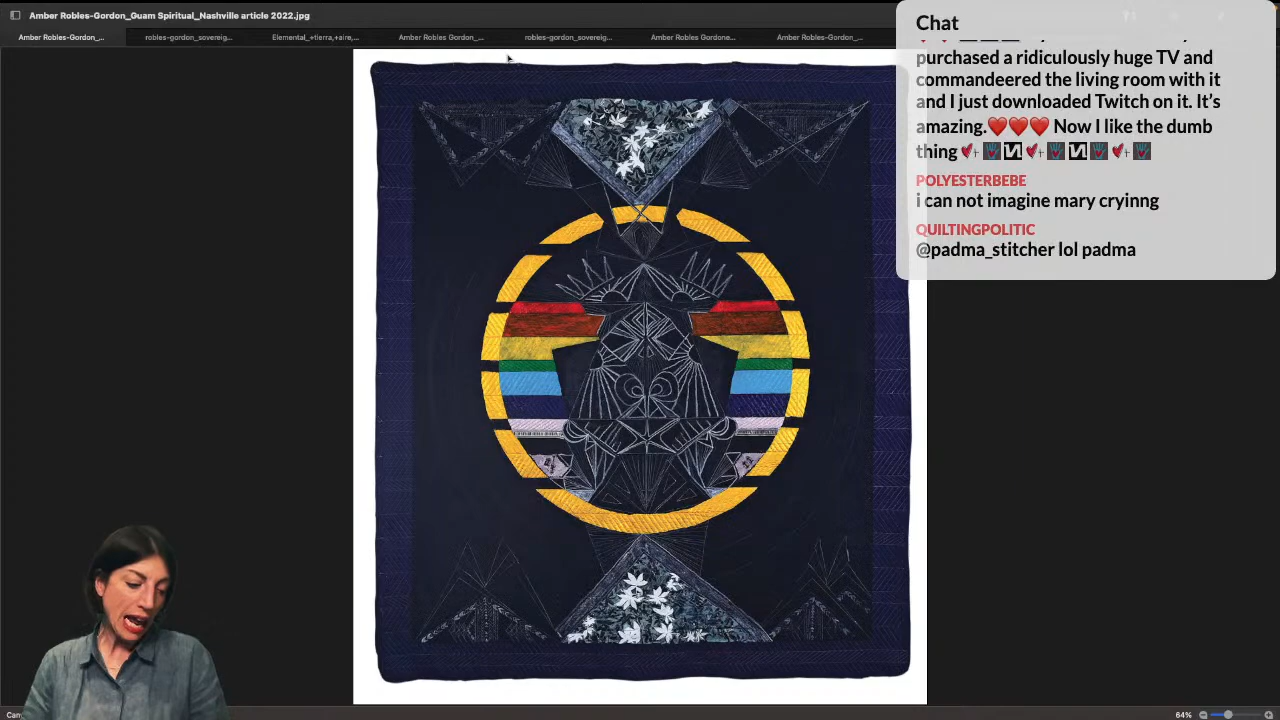 Amber Robles-Gordon_Guam Spiritual_Nashville article 2022.jpg
Amber Robles-Gordon_...
robles-gordon_sovereig...
Elemental_+tierra,+aire,...
Amber Robles Gordon_...
robles-gordon_sovereig...
Amber Robles Gordone...
Amber Robles-Gordon_...
Chat
purchased a ridiculously huge TV and
commandeered the living room with it
and I just downloaded Twitch on it. It's
amazing.❤️❤️❤️ Now I like the dumb
thing
POLYESTERBEBE
i can not imagine mary cryinng
QUILTINGPOLITIC
@padma_stitcher lol padma
64%